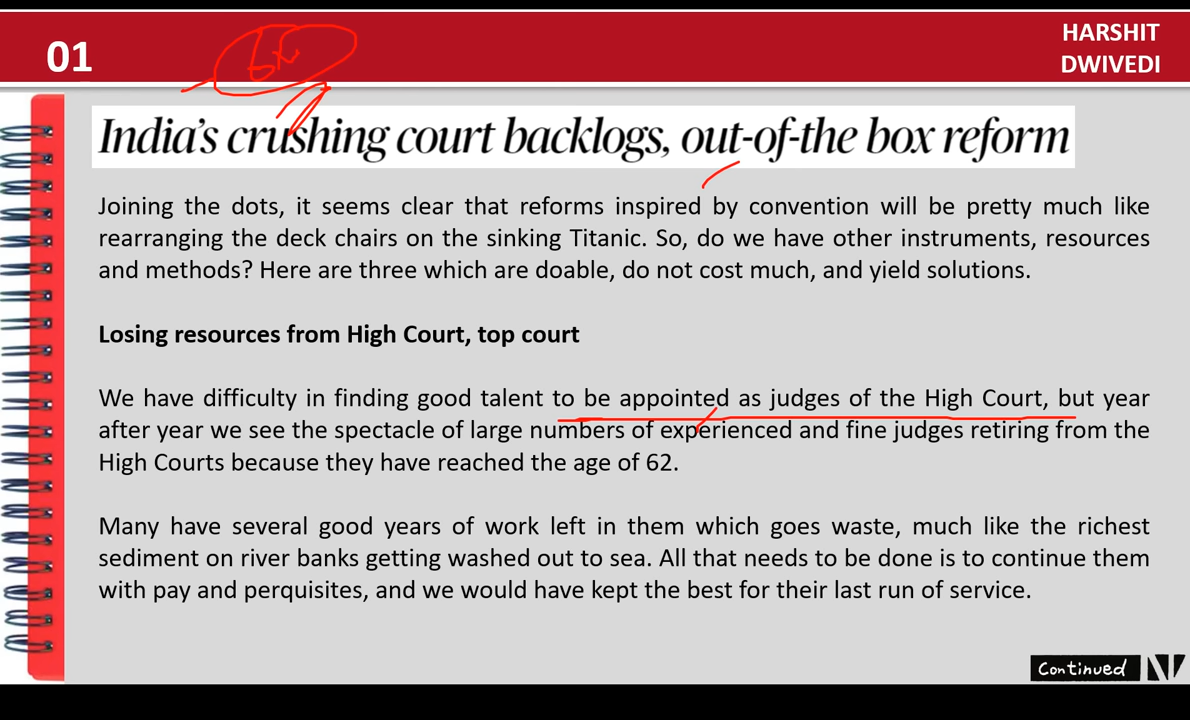 01
HARSHIT
DWIVEDI
India's crushing court backlogs, out-of-the box reform
Joining the dots, it seems clear that reforms inspired by convention will be pretty much like
rearranging the deck chairs on the sinking Titanic. So, do we have other instruments, resources
and methods? Here are three which are doable, do not cost much, and yield solutions.
Losing resources from High Court, top court
We have difficulty in finding good talent to be appointed as judges of the High Court, but year
after year we see the spectacle of large numbers of experienced and fine judges retiring from the
High Courts because they have reached the age of 62.
Many have several good years of work left in them which goes waste, much like the richest
sediment on river banks getting washed out to sea. All that needs to be done is to continue them
with pay and perquisites, and we would have kept the best for their last run of service.
Continued